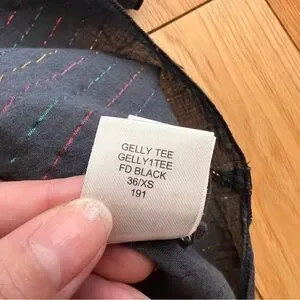 GELLY TEE
GELLY1TEE
FD BLACK
36/XS
191